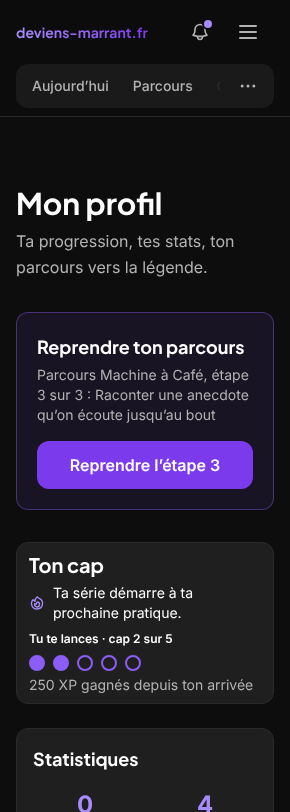 deviens-marrant.fr
Aujourd’hui Parcours
Mon profil
Ta progression, tes stats, ton
parcours vers la légende.
Reprendre ton parcours
Parcours Machine à Café, étape
3 sur 3 : Raconter une anecdote
qu’on écoute jusqu’au bout
Reprendre l’étape 3
Ton cap
Ta série démarre à ta
prochaine pratique.
Tu te lances · cap 2 sur 5
250 XP gagnés depuis ton arrivée
Statistiques
0 4